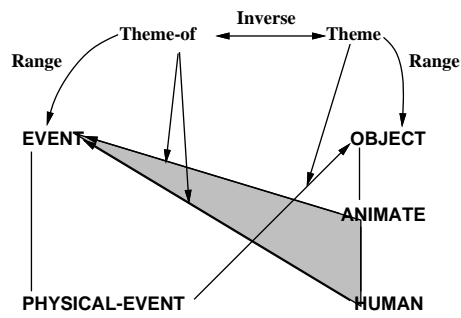 Inverse
Theme-of Theme
Range Range
EVENT OBJECT
ANIMATE
PHYSICAL-EVENT HUMAN